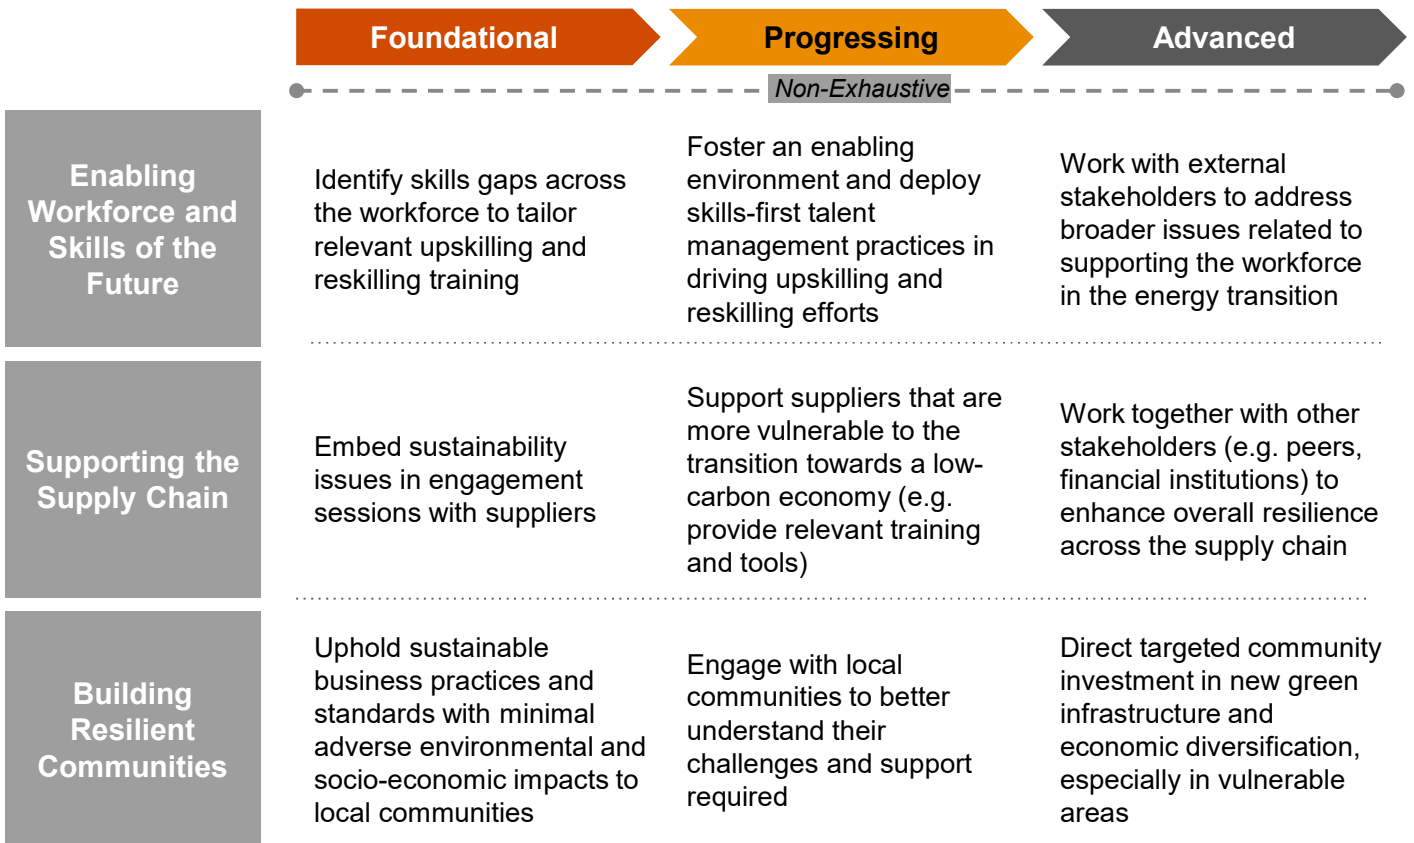 Foundational
Progressing
Advanced
Non-Exhaustive
Enabling
Workforce and
Skills of the
Future
Identify skills gaps across
the workforce to tailor
relevant upskilling and
reskilling training
Foster an enabling
environment and deploy
skills-first talent
management practices in
driving upskilling and
reskilling efforts
Work with external
stakeholders to address
broader issues related to
supporting the workforce
in the energy transition
Supporting the
Supply Chain
Embed sustainability
issues in engagement
sessions with suppliers
Support suppliers that are
more vulnerable to the
transition towards a low-
carbon economy (e.g.
provide relevant training
and tools)
Work together with other
stakeholders (e.g. peers,
financial institutions) to
enhance overall resilience
across the supply chain
Building
Resilient
Communities
Uphold sustainable
business practices and
standards with minimal
adverse environmental and
socio-economic impacts to
local communities
Engage with local
communities to better
understand their
challenges and support
required
Direct targeted community
investment in new green
infrastructure and
economic diversification,
especially in vulnerable
areas